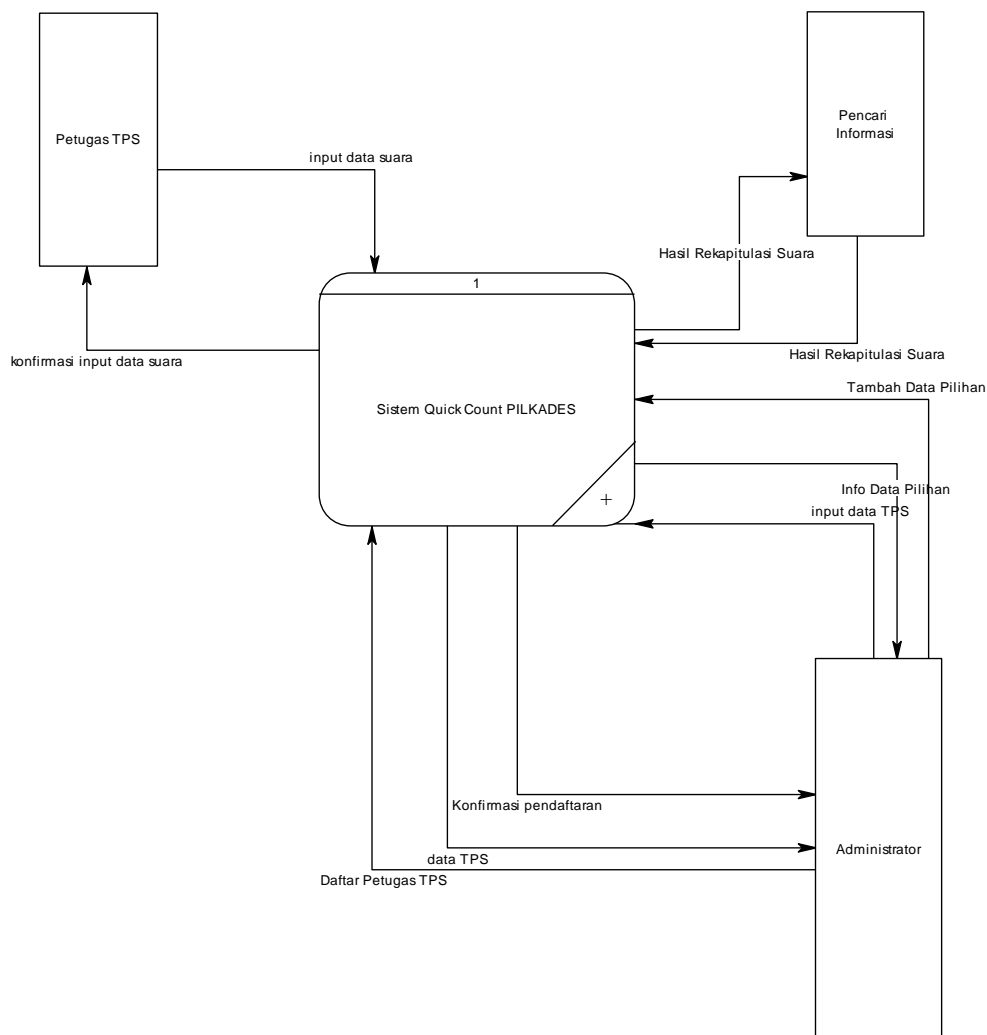 Petugas TPS
Pencari
Informasi
input data suara
Hasil Rekapitulasi Suara
1
konfirmasi input data suara
Hasil Rekapitulasi Suara
Tambah Data Pilihan
Sistem Quick Count PILKADES
Info Data Pilihan
+
input data TPS
Konfirmasi pendaftaran
Administrator
data TPS
Daftar Petugas TPS